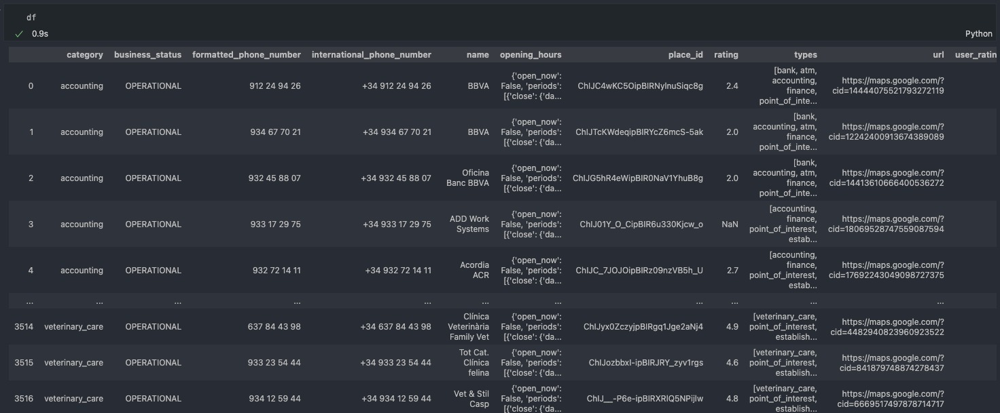 df
0.9s
Python
category business_status formatted_phone_number international_phone_number name opening_hours place_id rating types url user_ratin
0 accounting OPERATIONAL 912 24 94 26 +34 912 24 94 26 BBVA {'open_now': False, 'periods': [{'close': {'da... ChIJC4wKC5OipBIRNyInuSiqc8g 2.4 [bank, atm, accounting, finance, point_of_inte... https://maps.google.com/?cid=14444075521793272119
1 accounting OPERATIONAL 934 67 70 21 +34 934 67 70 21 BBVA {'open_now': False, 'periods': [{'close': {'da... ChIJTcKWdeqipBIRYcZ6mcS-5ak 2.0 [bank, accounting, atm, finance, point_of_inte... https://maps.google.com/?cid=12242400913674389089
2 accounting OPERATIONAL 932 45 88 07 +34 932 45 88 07 Oficina Banc BBVA {'open_now': False, 'periods': [{'close': {'da... ChIJG5hR4eWipBIR0NaV1YhuB8g 2.0 [bank, accounting, atm, finance, point_of_inte... https://maps.google.com/?cid=14413610666400536272
3 accounting OPERATIONAL 933 17 29 75 +34 933 17 29 75 ADD Work Systems {'open_now': False, 'periods': [{'close': {'da... ChIJ01Y_O_CipBIR6u330Kjcw_o NaN [accounting, finance, point_of_interest, estab... https://maps.google.com/?cid=18069528747559087594
4 accounting OPERATIONAL 932 72 14 11 +34 932 72 14 11 Acordia ACR {'open_now': False, 'periods': [{'close': {'da... ChIJC_7JOJOipBIRz09nzVB5h_U 2.7 [accounting, finance, point_of_interest, estab... https://maps.google.com/?cid=17692243049098727375
... ... ... ... ... ... ... ... ... ... ...
3514 veterinary_care OPERATIONAL 637 84 43 98 +34 637 84 43 98 Clínica Veterinària Family Vet {'open_now': False, 'periods': [{'close': {'da... ChIJyx0ZczyjpBIRgq1Jge2aNj4 4.9 [veterinary_care, point_of_interest, establish... https://maps.google.com/?cid=4482940823960923522
3515 veterinary_care OPERATIONAL 933 23 54 44 +34 933 23 54 44 Tot Cat. Clínica felina {'open_now': False, 'periods': [{'close': {'da... ChIJozbbxI-ipBIRJRY_zyv1rgs 4.6 [veterinary_care, point_of_interest, establish... https://maps.google.com/?cid=841879748874278437
3516 veterinary_care OPERATIONAL 934 12 59 44 +34 934 12 59 44 Vet & Stil Casp {'open_now': False, 'periods': [{'close': {'da... ChIJ__-P6e-ipBIRXRlQ5NPijlw 4.8 [veterinary_care, point_of_interest, establish... https://maps.google.com/?cid=6669517497878714717